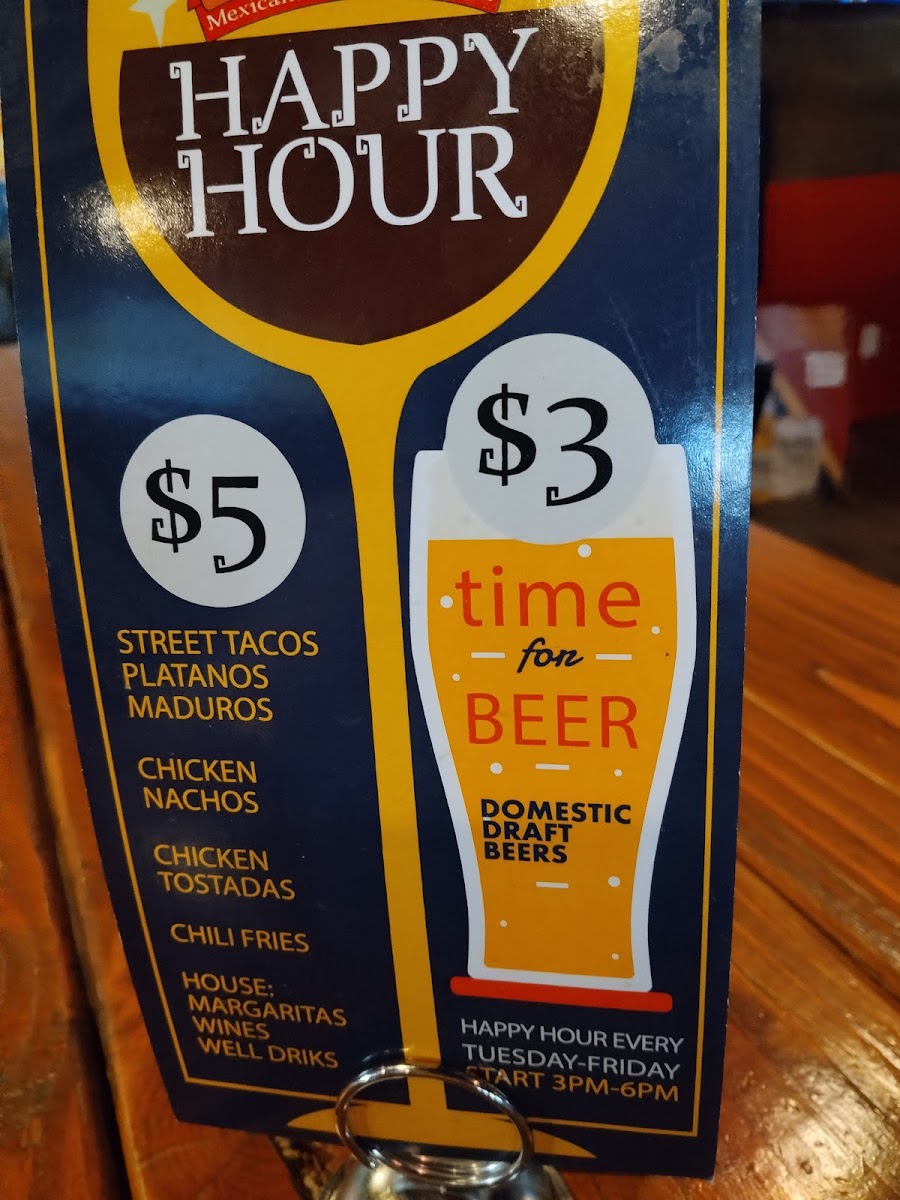 Mexican
HAPPY
HOUR
$5
STREET TACOS
PLATANOS
MADUROS
CHICKEN
NACHOS
CHICKEN
TOSTADAS
CHILI FRIES
HOUSE:
MARGARITAS
WINES
WELL DRIKS
$3
time
for
BEER
DOMESTIC
DRAFT
BEERS
HAPPY HOUR EVERY
TUESDAY-FRIDAY
START 3PM-6PM